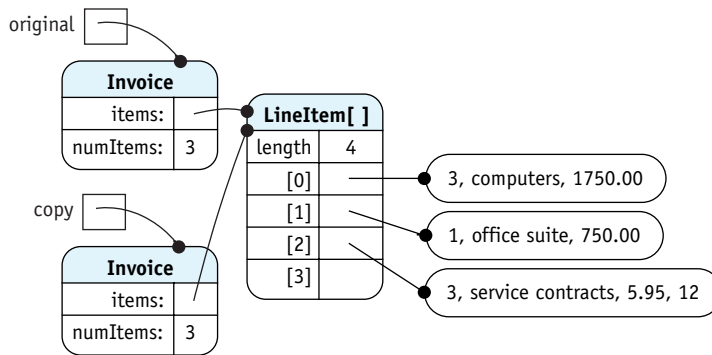 original
Invoice
items:
numItems: 3
LineItem[ ]
length 4
[0]
[1]
[2]
[3]
3, computers, 1750.00
1, office suite, 750.00
3, service contracts, 5.95, 12
copy
Invoice
items:
numItems: 3